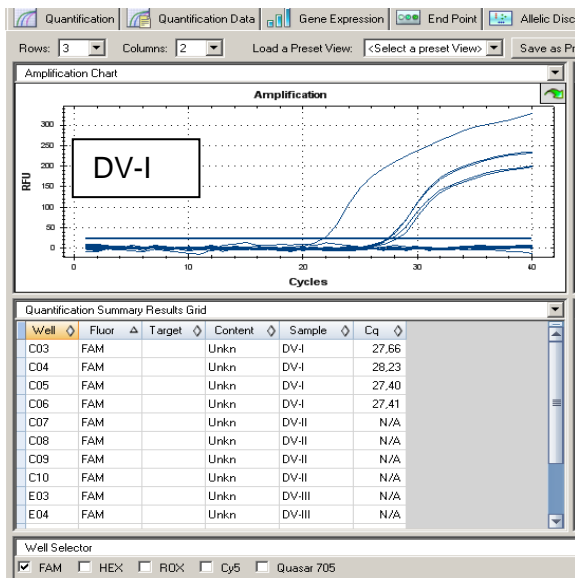 Quantification Quantification Data Gene Expression End Point Allelic Disc
Rows: 3 Columns: 2 Load a Preset View: <Select a preset View> Save as Pr
Amplification Chart
Amplification
300
250
200
150
100
50
0
RFU
DV-I
0 10 20 30 40
Cycles
Quantification Summary Results Grid
Well Fluor Target Content Sample Cq
C03 FAM Unkn DV-I 27,66
C04 FAM Unkn DV-I 28,23
C05 FAM Unkn DV-I 27,40
C06 FAM Unkn DV-I 27,41
C07 FAM Unkn DV-II N/A
C08 FAM Unkn DV-II N/A
C09 FAM Unkn DV-II N/A
C10 FAM Unkn DV-II N/A
E03 FAM Unkn DV-III N/A
E04 FAM Unkn DV-III N/A
Well Selector
FAM HEX ROX Cy5 Quasar 705